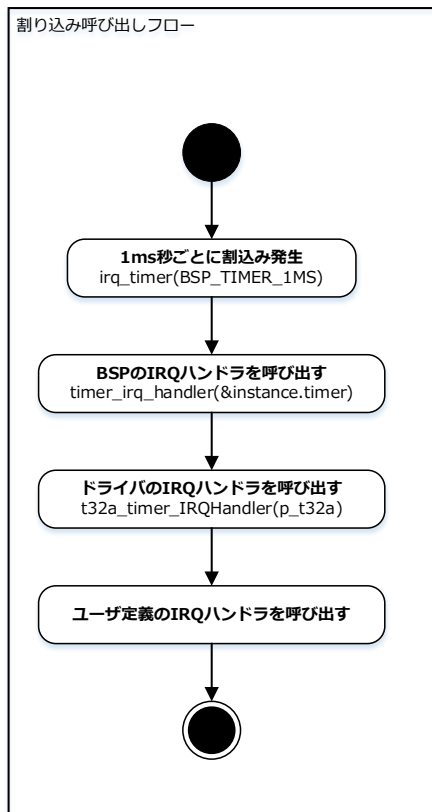 割り込み呼び出しフロー
1ms秒ごとに割込み発生
irq_timer(BSP_TIMER_1MS)
BSPのIRQハンドラを呼び出す
timer_irq_handler(&instance.timer)
ドライバのIRQハンドラを呼び出す
t32a_timer_IRQHandler(p_t32a)
ユーザ定義のIRQハンドラを呼び出す